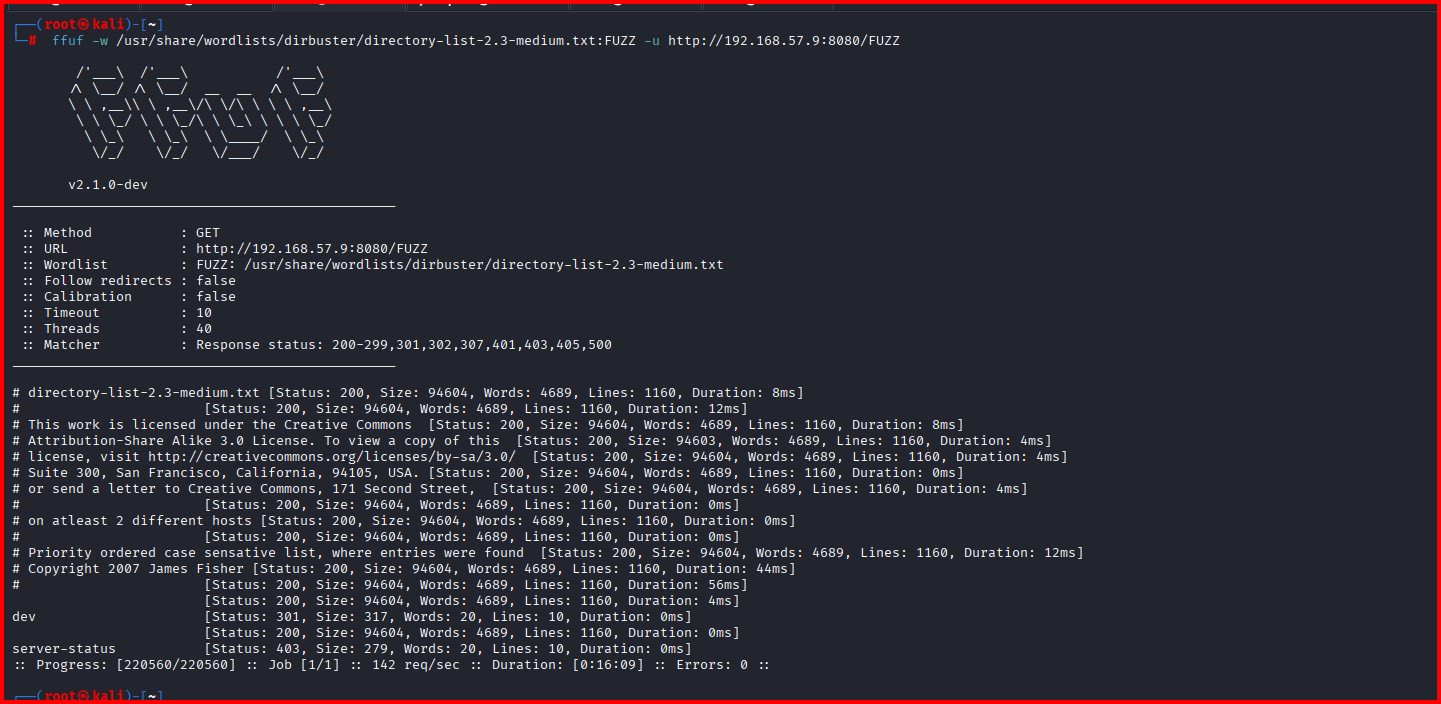 ┌──(root㉿kali)-[~]
└─# ffuf -w /usr/share/wordlists/dirbuster/directory-list-2.3-medium.txt:FUZZ -u http://192.168.57.9:8080/FUZZ
        /'___\  /'___\           /'___\
       /\ \__/ /\ \__/  __  __  /\ \__/
       \ \ ,__\\ \ ,__\/\ \/\ \ \ \ ,__\
        \ \ \_/ \ \ \_/\ \ \_\ \ \ \ \_/
         \ \_\   \ \_\  \ \____/  \ \_\
          \/_/    \/_/   \/___/    \/_/
v2.1.0-dev
________________________________________________
:: Method           : GET
:: URL              : http://192.168.57.9:8080/FUZZ
:: Wordlist         : FUZZ: /usr/share/wordlists/dirbuster/directory-list-2.3-medium.txt
:: Follow redirects : false
:: Calibration      : false
:: Timeout          : 10
:: Threads          : 40
:: Matcher          : Response status: 200-299,301,302,307,401,403,405,500
________________________________________________
# directory-list-2.3-medium.txt [Status: 200, Size: 94604, Words: 4689, Lines: 1160, Duration: 8ms]
#                       [Status: 200, Size: 94604, Words: 4689, Lines: 1160, Duration: 12ms]
# This work is licensed under the Creative Commons  [Status: 200, Size: 94604, Words: 4689, Lines: 1160, Duration: 8ms]
# Attribution-Share Alike 3.0 License. To view a copy of this  [Status: 200, Size: 94603, Words: 4689, Lines: 1160, Duration: 4ms]
# license, visit http://creativecommons.org/licenses/by-sa/3.0/  [Status: 200, Size: 94604, Words: 4689, Lines: 1160, Duration: 4ms]
# Suite 300, San Francisco, California, 94105, USA. [Status: 200, Size: 94604, Words: 4689, Lines: 1160, Duration: 0ms]
# or send a letter to Creative Commons, 171 Second Street,  [Status: 200, Size: 94604, Words: 4689, Lines: 1160, Duration: 4ms]
#                       [Status: 200, Size: 94604, Words: 4689, Lines: 1160, Duration: 0ms]
# on atleast 2 different hosts [Status: 200, Size: 94604, Words: 4689, Lines: 1160, Duration: 0ms]
#                       [Status: 200, Size: 94604, Words: 4689, Lines: 1160, Duration: 0ms]
# Priority ordered case sensative list, where entries were found  [Status: 200, Size: 94604, Words: 4689, Lines: 1160, Duration: 12ms]
# Copyright 2007 James Fisher [Status: 200, Size: 94604, Words: 4689, Lines: 1160, Duration: 44ms]
#                       [Status: 200, Size: 94604, Words: 4689, Lines: 1160, Duration: 56ms]
                        [Status: 200, Size: 94604, Words: 4689, Lines: 1160, Duration: 4ms]
dev                     [Status: 301, Size: 317, Words: 20, Lines: 10, Duration: 0ms]
                        [Status: 200, Size: 94604, Words: 4689, Lines: 1160, Duration: 0ms]
server-status           [Status: 403, Size: 279, Words: 20, Lines: 10, Duration: 0ms]
:: Progress: [220560/220560] :: Job [1/1] :: 142 req/sec :: Duration: [0:16:09] :: Errors: 0 ::
┌──(root㉿kali)-[~]